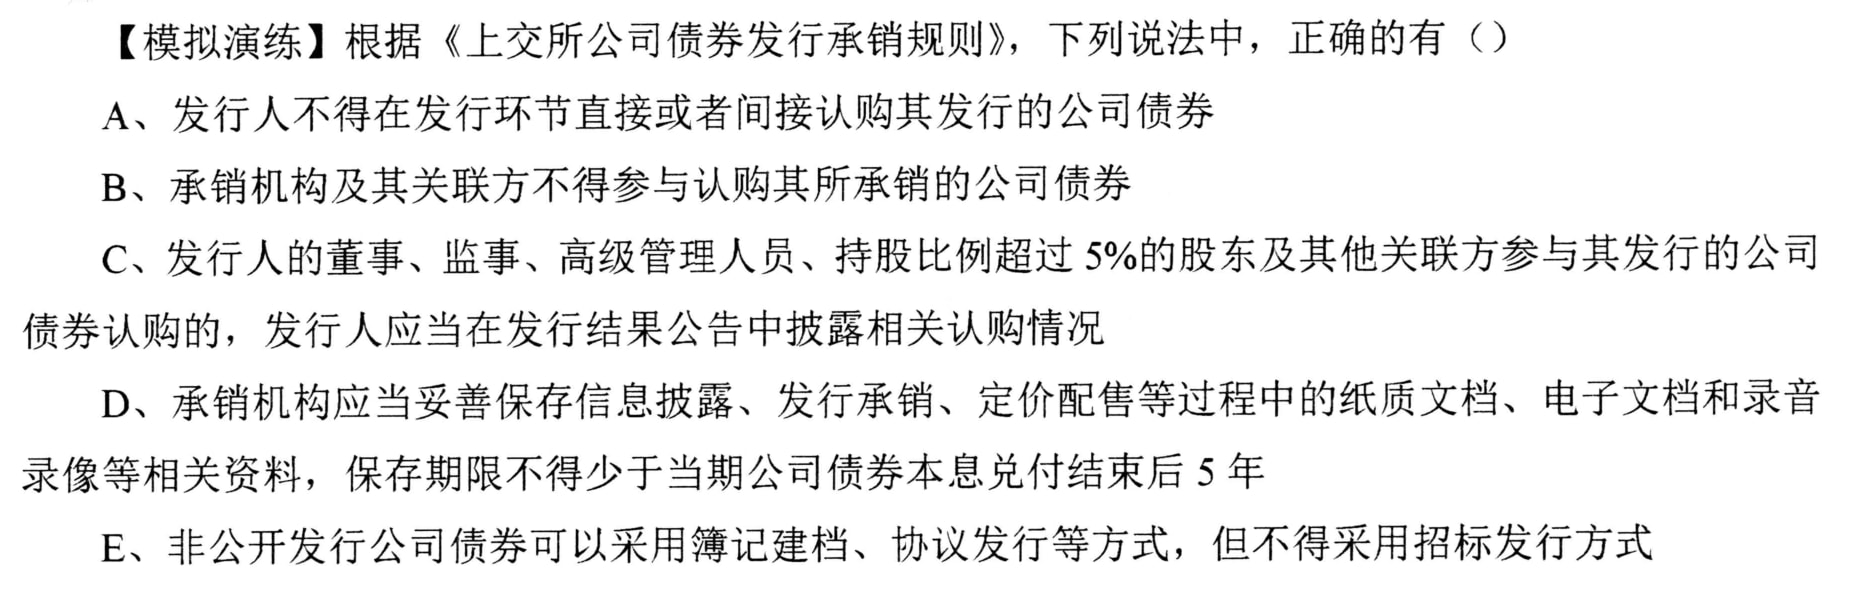 【模拟演练】根据《上交所公司债券发行承销规则》，下列说法中，正确的有（）
A、发行人不得在发行环节直接或者间接认购其发行的公司债券
B、承销机构及其关联方不得参与认购其所承销的公司债券
C、发行人的董事、监事、高级管理人员、持股比例超过 5%的股东及其他关联方参与其发行的公司
债券认购的，发行人应当在发行结果公告中披露相关认购情况
D、承销机构应当妥善保存信息披露、发行承销、定价配售等过程中的纸质文档、电子文档和录音
录像等相关资料，保存期限不得少于当期公司债券本息兑付结束后 5 年
E、非公开发行公司债券可以采用簿记建档、协议发行等方式，但不得采用招标发行方式